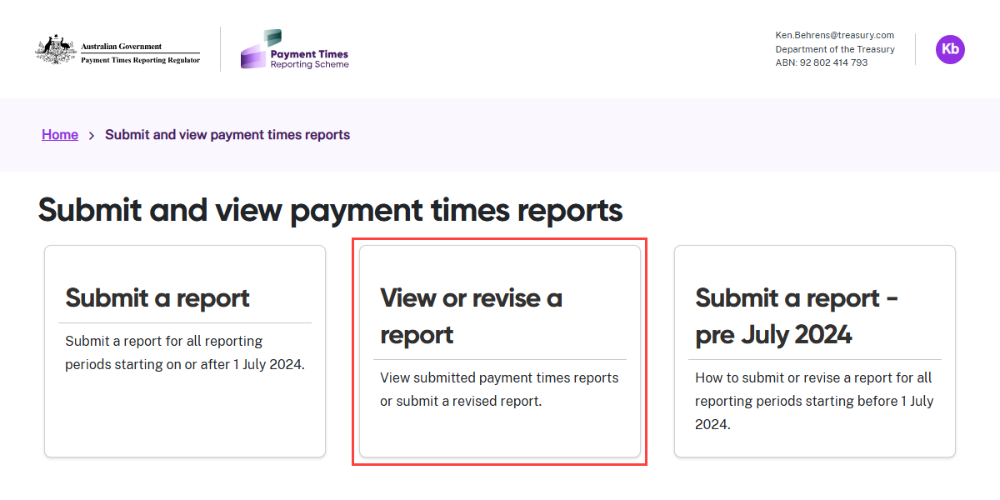 Australian Government
Payment Times Reporting Regulator
Payment Times
Reporting Scheme
Ken.Behrens@treasury.com
Department of the Treasury
ABN: 92 802 414 793
Kb
Home > Submit and view payment times reports
Submit and view payment times reports
Submit a report
Submit a report for all reporting
periods starting on or after 1 July 2024.
View or revise a
report
View submitted payment times reports
or submit a revised report.
Submit a report –
pre July 2024
How to submit or revise a report for all
reporting periods starting before 1 July
2024.